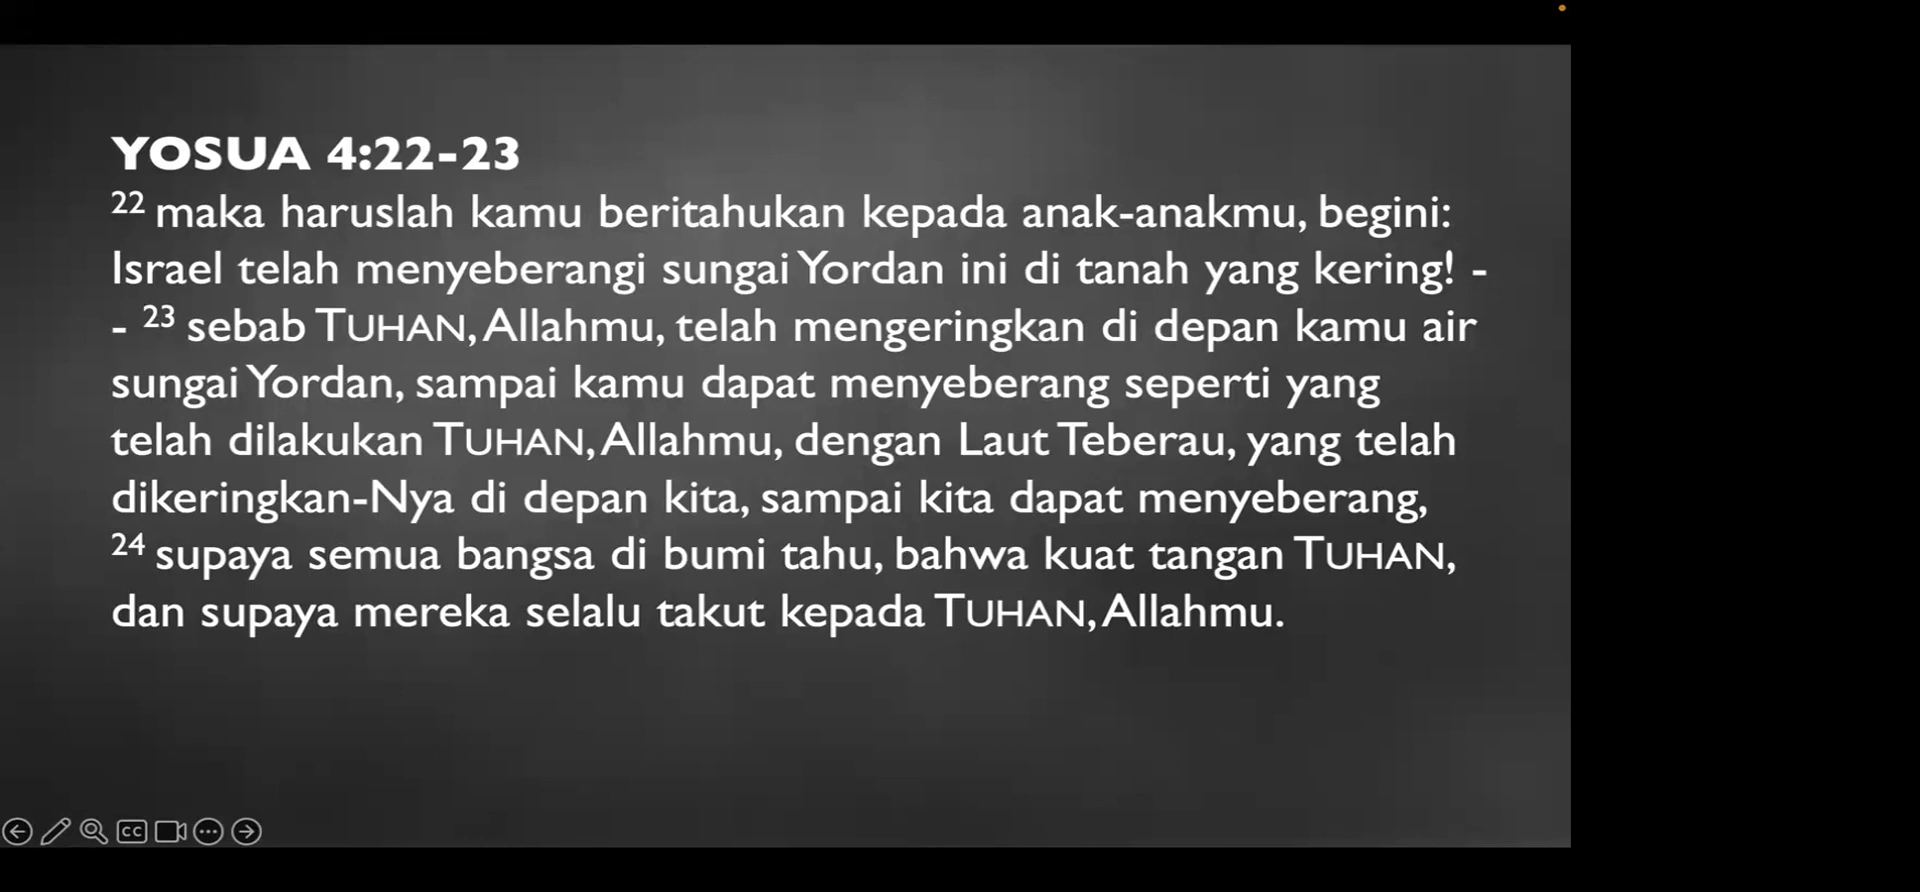 YOSUA 4:22-23
22 maka haruslah kamu beritahukan kepada anak-anakmu, begini:
Israel telah menyeberangi sungai Yordan ini di tanah yang kering! -
- 23 sebab TUHAN, Allahmu, telah mengeringkan di depan kamu air
sungai Yordan, sampai kamu dapat menyeberang seperti yang
telah dilakukan TUHAN, Allahmu, dengan Laut Teberau, yang telah
dikeringkan-Nya di depan kita, sampai kita dapat menyeberang,
24 supaya semua bangsa di bumi tahu, bahwa kuat tangan TUHAN,
dan supaya mereka selalu takut kepada TUHAN, Allahmu.
CC